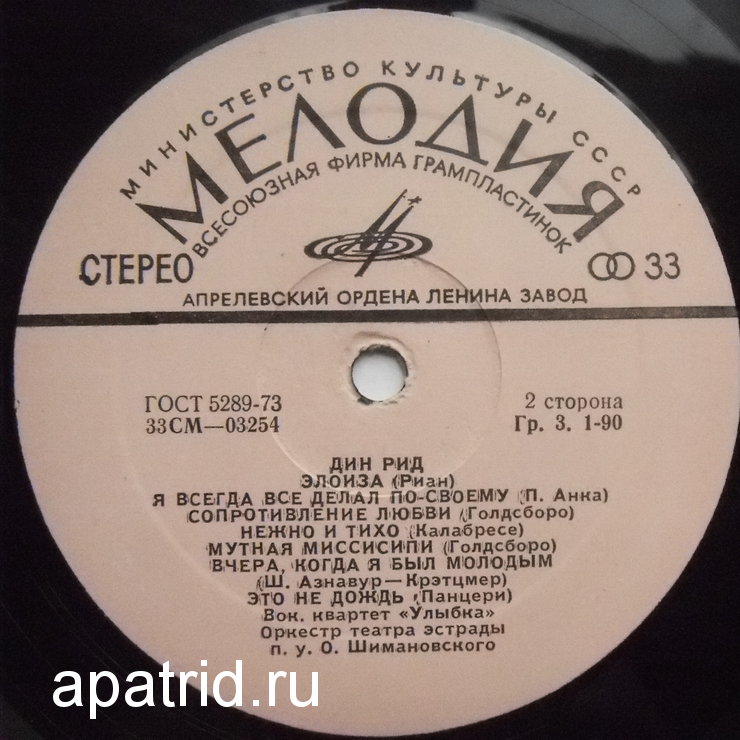 МИНИСТЕРСТВО КУЛЬТУРЫ СССР
МЕЛОДИЯ
ВСЕСОЮЗНАЯ ФИРМА ГРАМПЛАСТИНОК
СТЕРЕО
33
АПРЕЛЕВСКИЙ ОРДЕНА ЛЕНИНА ЗАВОД
ГОСТ 5289-73
2 сторона
33СМ—03254
Гр. 3. 1-90
ДИН РИД
ЭЛОИЗА (Риан)
Я ВСЕГДА ВСЕ ДЕЛАЛ ПО-СВОЕМУ (П. Анка)
СОПРОТИВЛЕНИЕ ЛЮБВИ (Голдсборо)
НЕЖНО И ТИХО (Калабресе)
МУТНАЯ МИССИСИПИ (Голдсборо)
ВЧЕРА, КОГДА Я БЫЛ МОЛОДЫМ
(Ш. Азнавур—Крэтцмер)
ЭТО НЕ ДОЖДЬ (Панцери)
Вок. квартет «Улыбка»
Оркестр театра эстрады
п. у. О. Шимановского
apatrid.ru